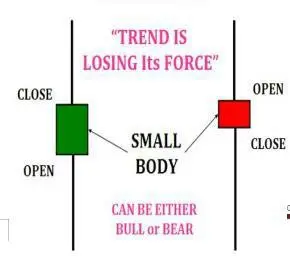 “TREND IS
LOSING Its FORCE”
CLOSE
OPEN
SMALL
BODY
OPEN
CLOSE
CAN BE EITHER
BULL or BEAR